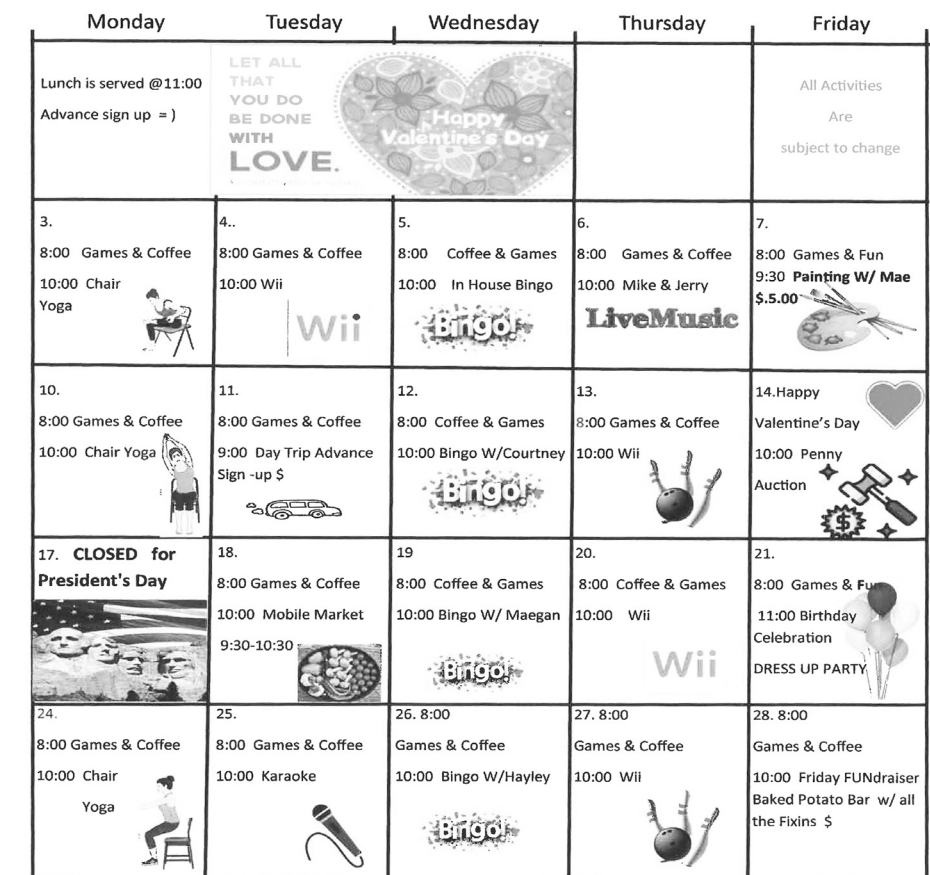 Monday
Tuesday
Wednesday
Thursday
Friday
Lunch is served @11:00
Advance sign up = )
LET ALL
THAT
YOU DO
BE DONE
WITH
LOVE.
Happy
Valentine's Day
All Activities
Are
subject to change
3.
8:00 Games & Coffee
10:00 Chair
Yoga
4..
8:00 Games & Coffee
10:00 Wii
Wii
5.
8:00 Coffee & Games
10:00 In House Bingo
Bingo!
6.
8:00 Games & Coffee
10:00 Mike & Jerry
LiveMusic
7.
8:00 Games & Fun
9:30 Painting W/ Mae
$.5.00
10.
8:00 Games & Coffee
10:00 Chair Yoga
11.
8:00 Games & Coffee
9:00 Day Trip Advance
Sign -up $
12.
8:00 Coffee & Games
10:00 Bingo W/Courtney
Bingo!
13.
8:00 Games & Coffee
10:00 Wii
14.Happy
Valentine's Day
10:00 Penny
Auction
$
17. CLOSED for
President's Day
18.
8:00 Games & Coffee
10:00 Mobile Market
9:30-10:30
19
8:00 Coffee & Games
10:00 Bingo W/ Maegan
Bingo!
20.
8:00 Coffee & Games
10:00 Wii
Wii
21.
8:00 Games & Fun
11:00 Birthday
Celebration
DRESS UP PARTY
24.
8:00 Games & Coffee
10:00 Chair
Yoga
25.
8:00 Games & Coffee
10:00 Karaoke
26. 8:00
Games & Coffee
10:00 Bingo W/Hayley
Bingo!
27. 8:00
Games & Coffee
10:00 Wii
28. 8:00
Games & Coffee
10:00 Friday FUNdraiser
Baked Potato Bar w/ all
the Fixins $